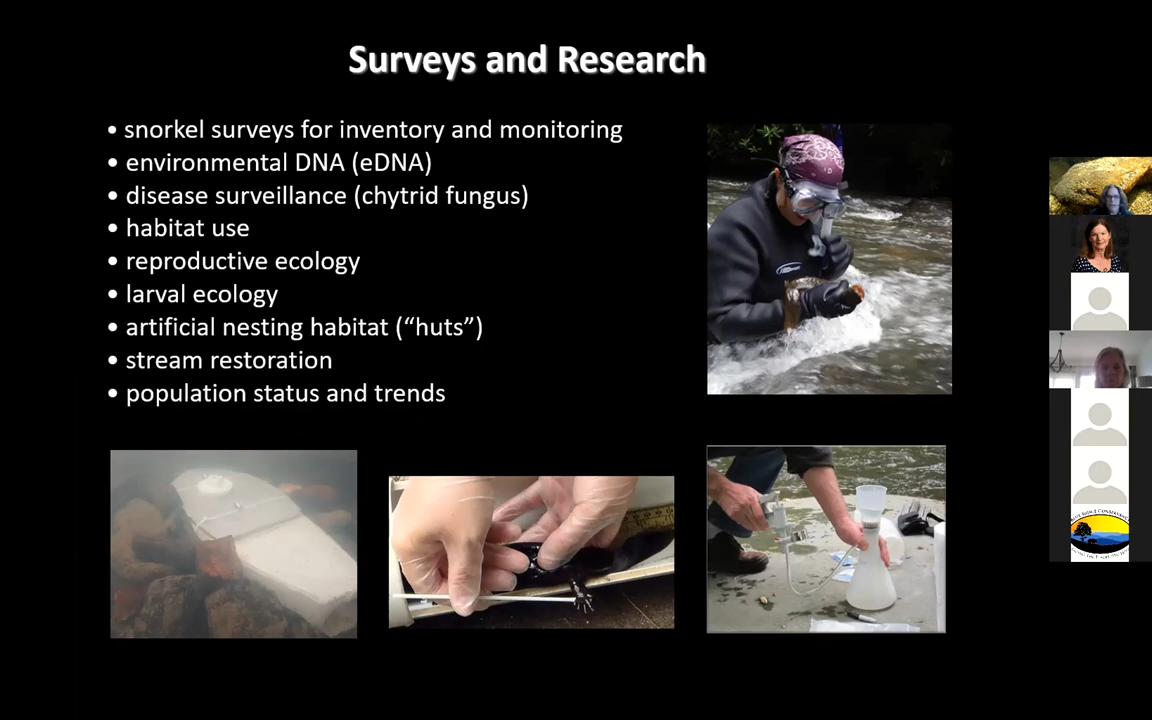 Surveys and Research
• snorkel surveys for inventory and monitoring
• environmental DNA (eDNA)
• disease surveillance (chytrid fungus)
• habitat use
• reproductive ecology
• larval ecology
• artificial nesting habitat (“huts”)
• stream restoration
• population status and trends